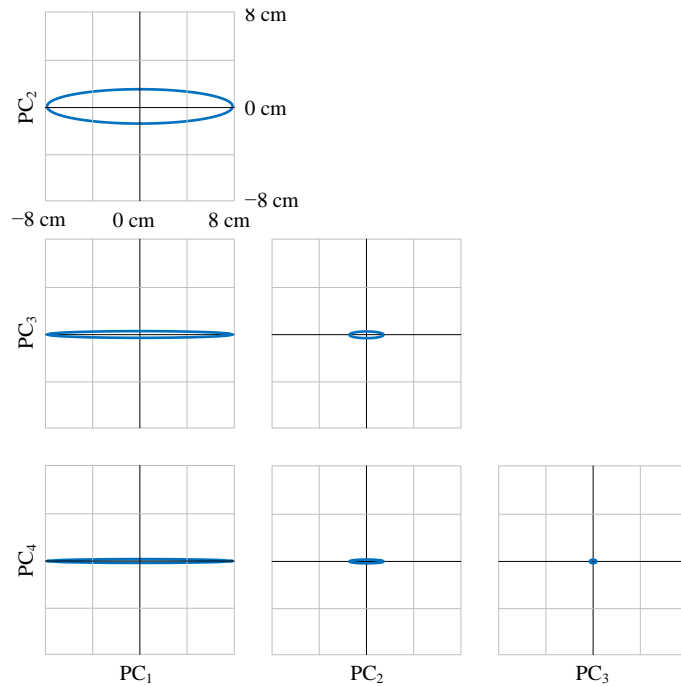 8 cm
PC₂
0 cm
−8 cm
−8 cm 0 cm 8 cm
PC₃
PC₄
PC₁ PC₂ PC₃